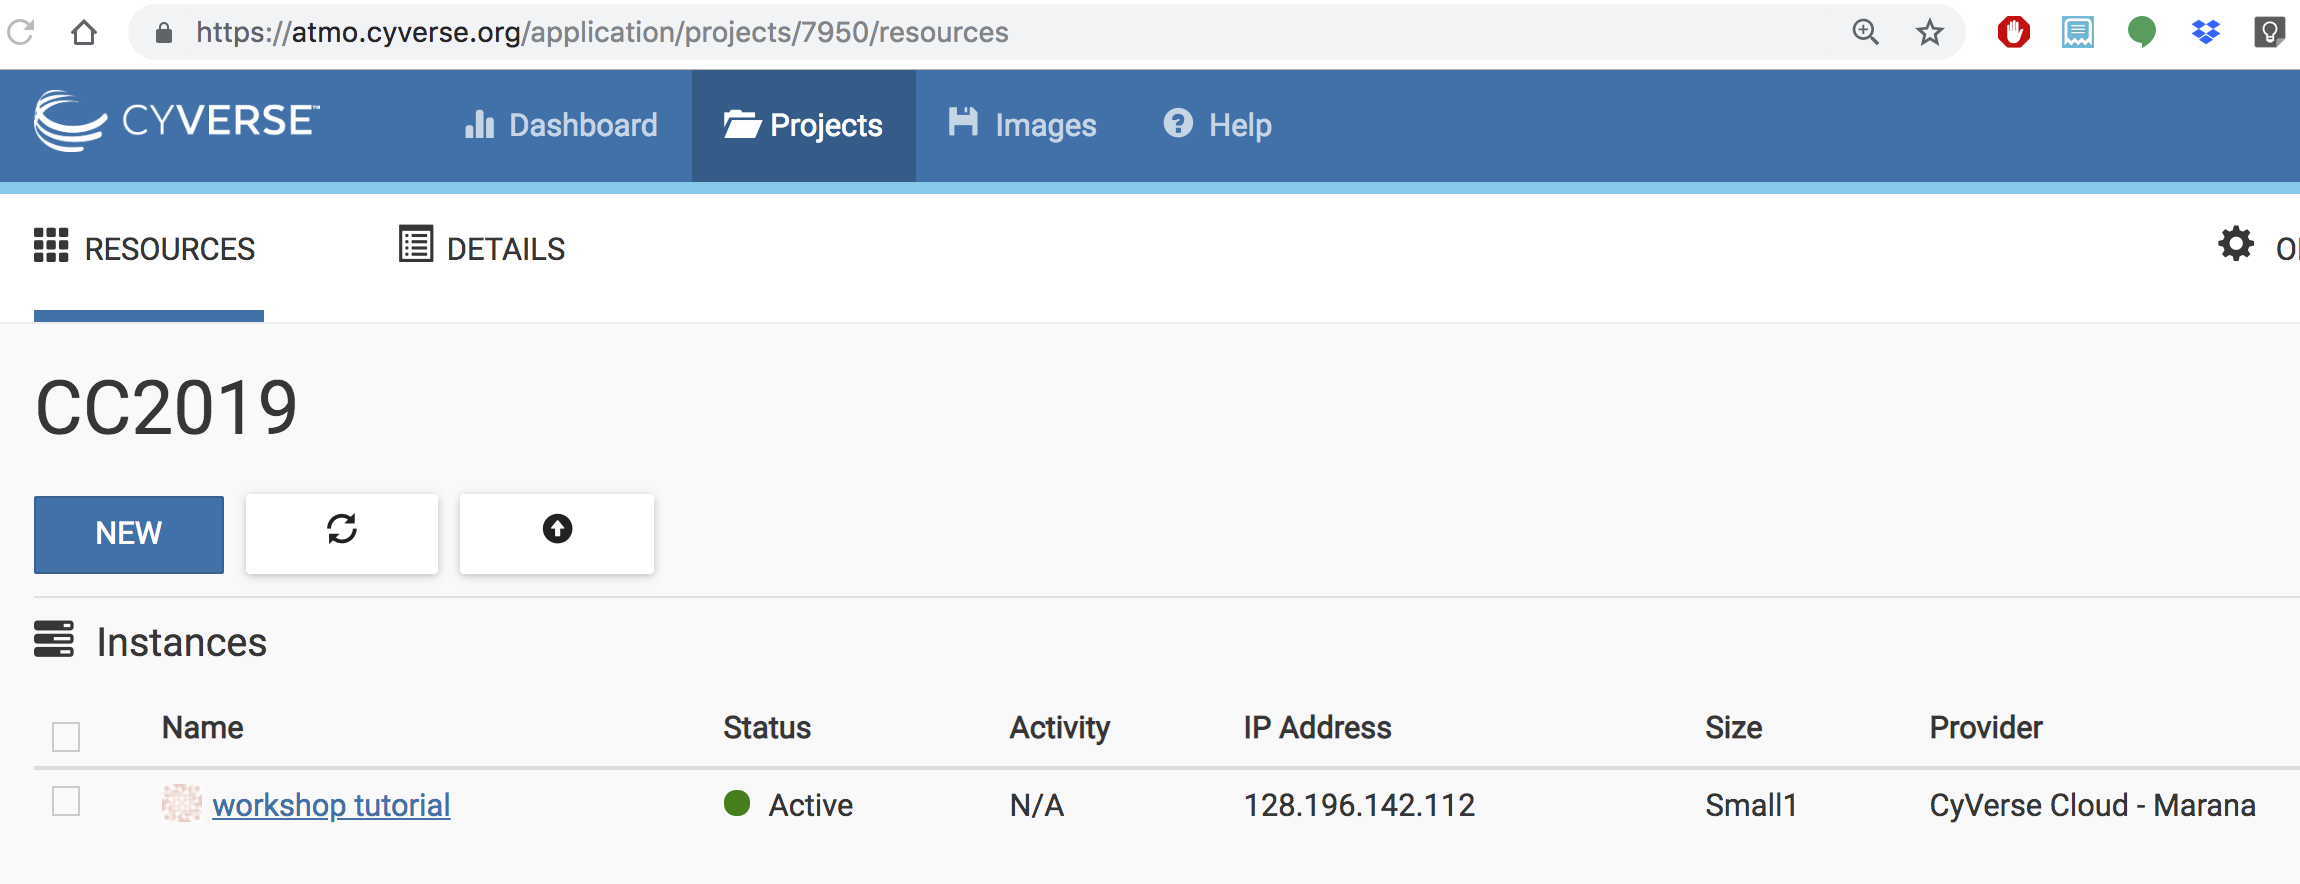 https://atmo.cyverse.org/application/projects/7950/resources
CYVERSE™ Dashboard Projects Images Help
RESOURCES DETAILS
CC2019
NEW
Instances
Name Status Activity IP Address Size Provider
workshop tutorial Active N/A 128.196.142.112 Small1 CyVerse Cloud - Marana